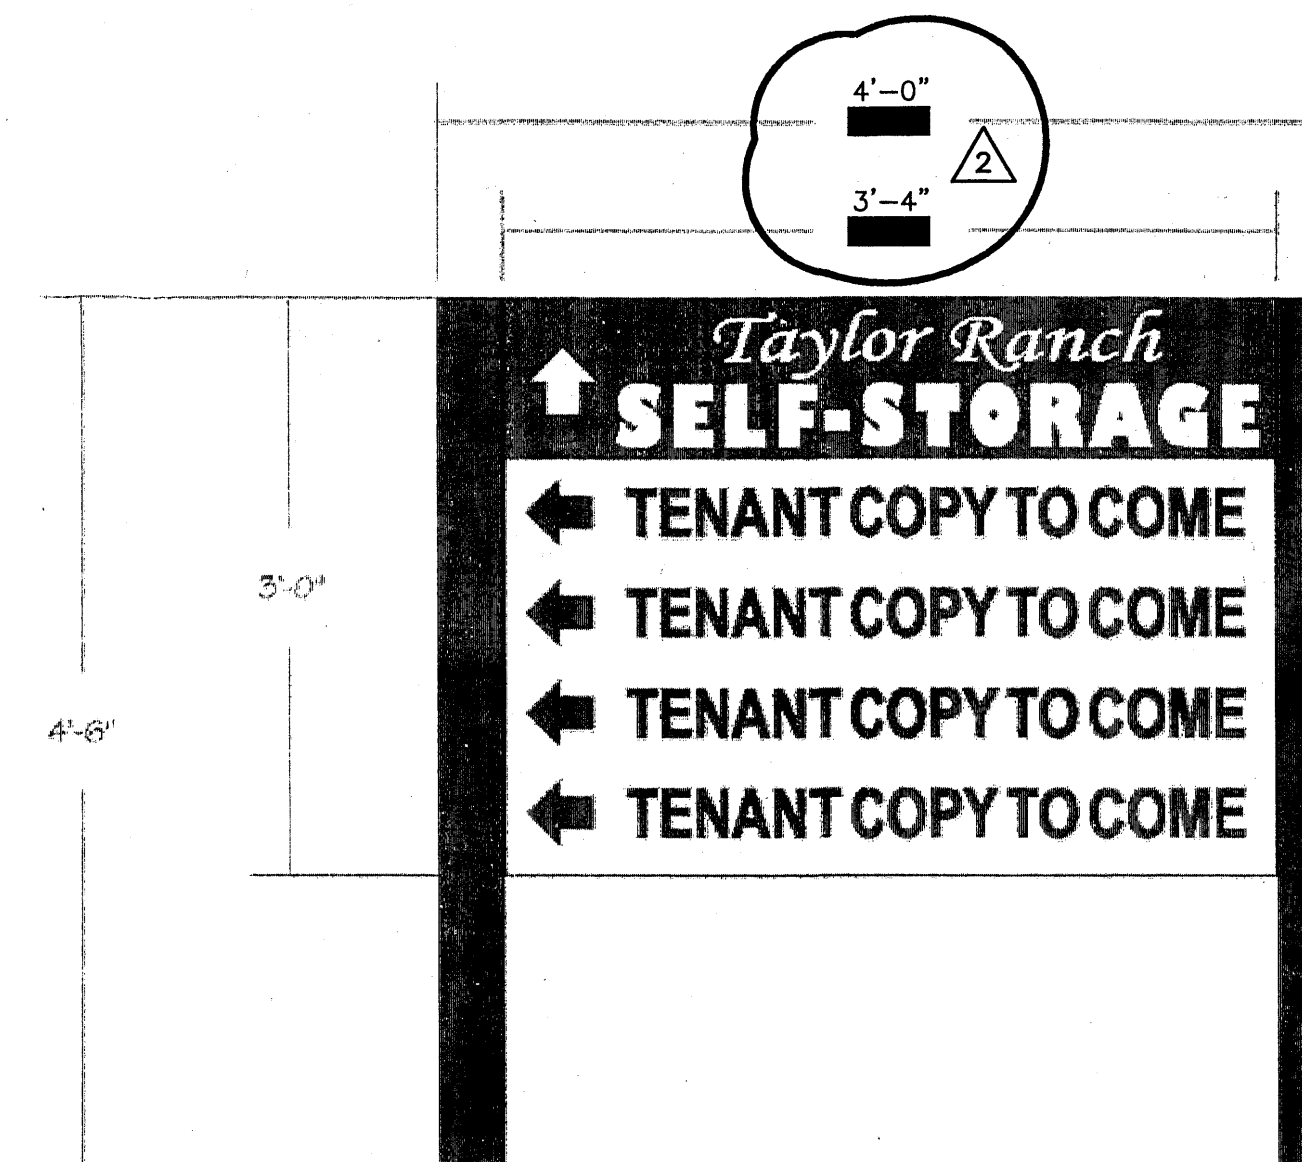 4'-0"
2
3'-4"
Taylor Ranch
SELF-STORAGE
TENANT COPY TO COME
3'-0"
TENANT COPY TO COME
TENANT COPY TO COME
4'-6"
TENANT COPY TO COME